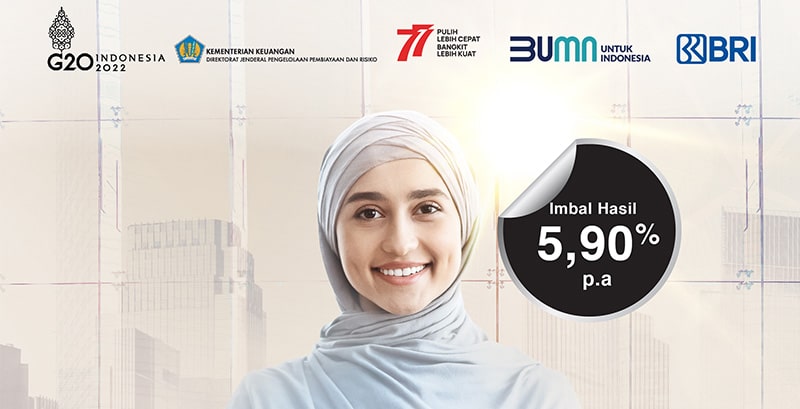 G20 INDONESIA
2022
KEMENTERIAN KEUANGAN
DIREKTORAT JENDERAL PENGELOLAAN PEMBIAYAAN DAN RISIKO
77
PULIH
LEBIH CEPAT
BANGKIT
LEBIH KUAT
BUMN
UNTUK
INDONESIA
BRI
Imbal Hasil
5,90%
p.a